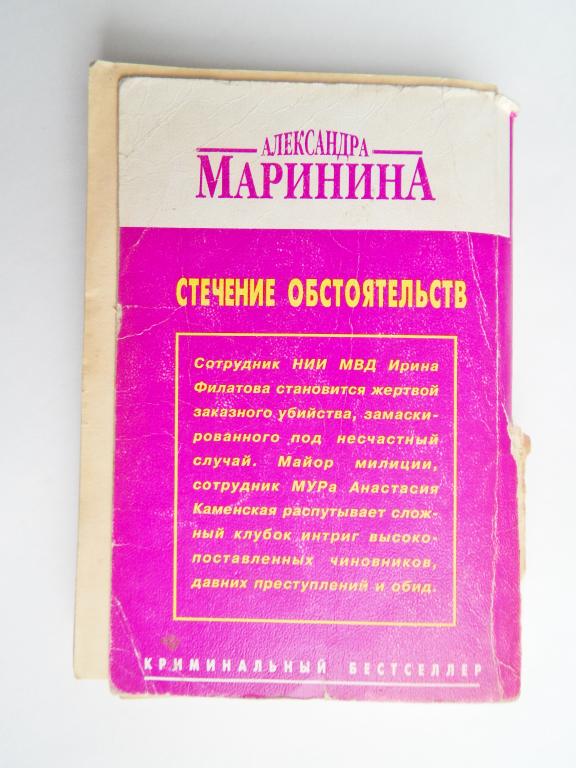 АЛЕКСАНДРА
МАРИНИНА
СТЕЧЕНИЕ ОБСТОЯТЕЛЬСТВ
Сотрудник НИИ МВД Ирина
Филатова становится жертвой
заказного убийства, замаски-
рованного под несчастный
случай. Майор милиции,
сотрудник МУРа Анастасия
Каменская распутывает слож-
ный клубок интриг высоко-
поставленных чиновников,
давних преступлений и обид.
КРИМИНАЛЬНЫЙ БЕСТСЕЛЛЕР